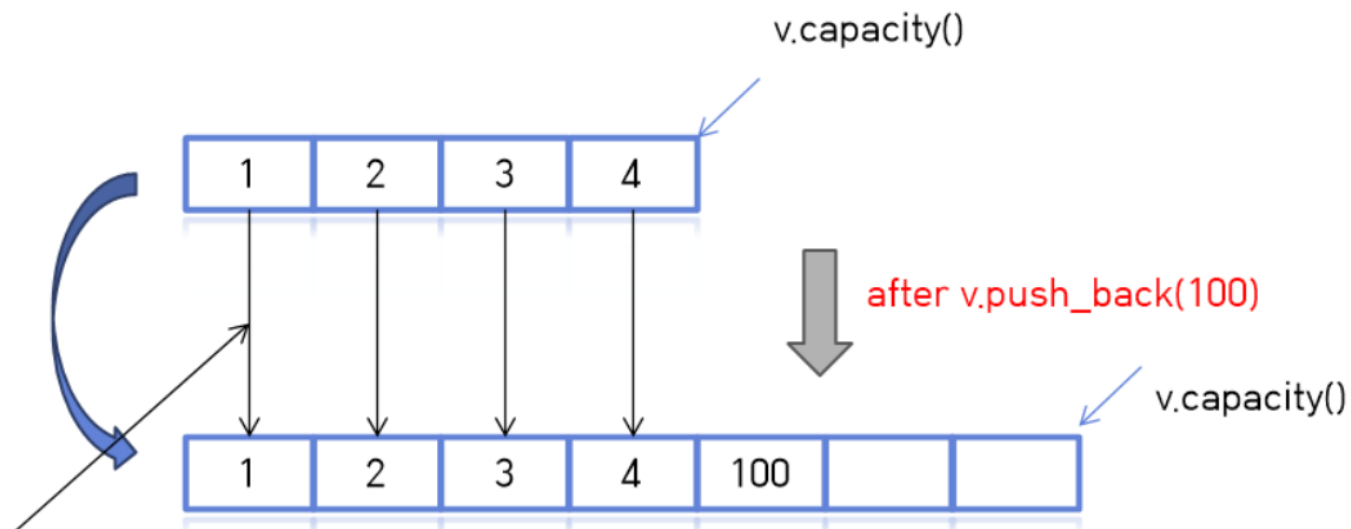 v.capacity()
1 2 3 4
after v.push_back(100)
v.capacity()
1 2 3 4 100